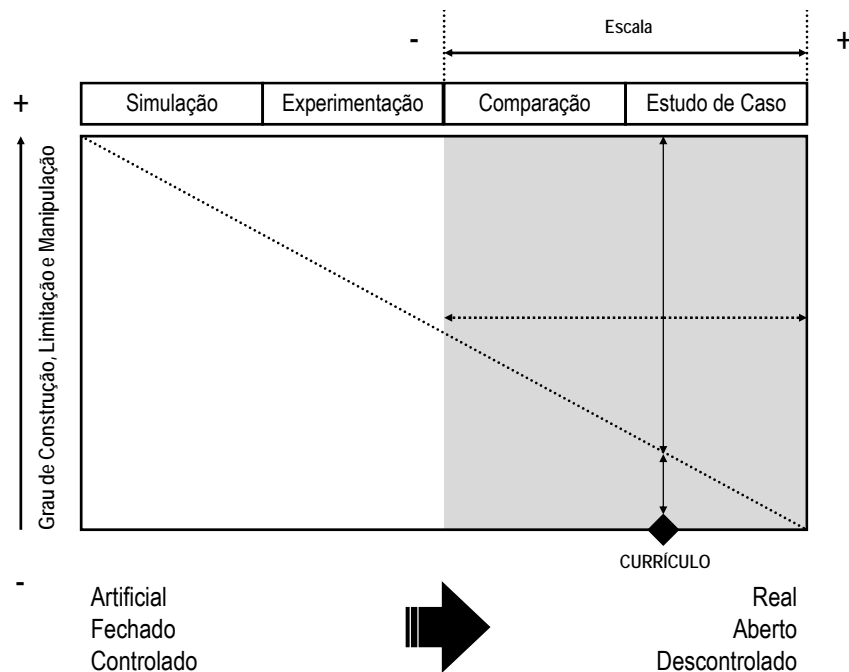 Escala
- +
+ Simulação Experimentação Comparação Estudo de Caso
Grau de Construção, Limitação e Manipulação
CURRÍCULO
-
Artificial Real
Fechado Aberto
Controlado Descontrolado